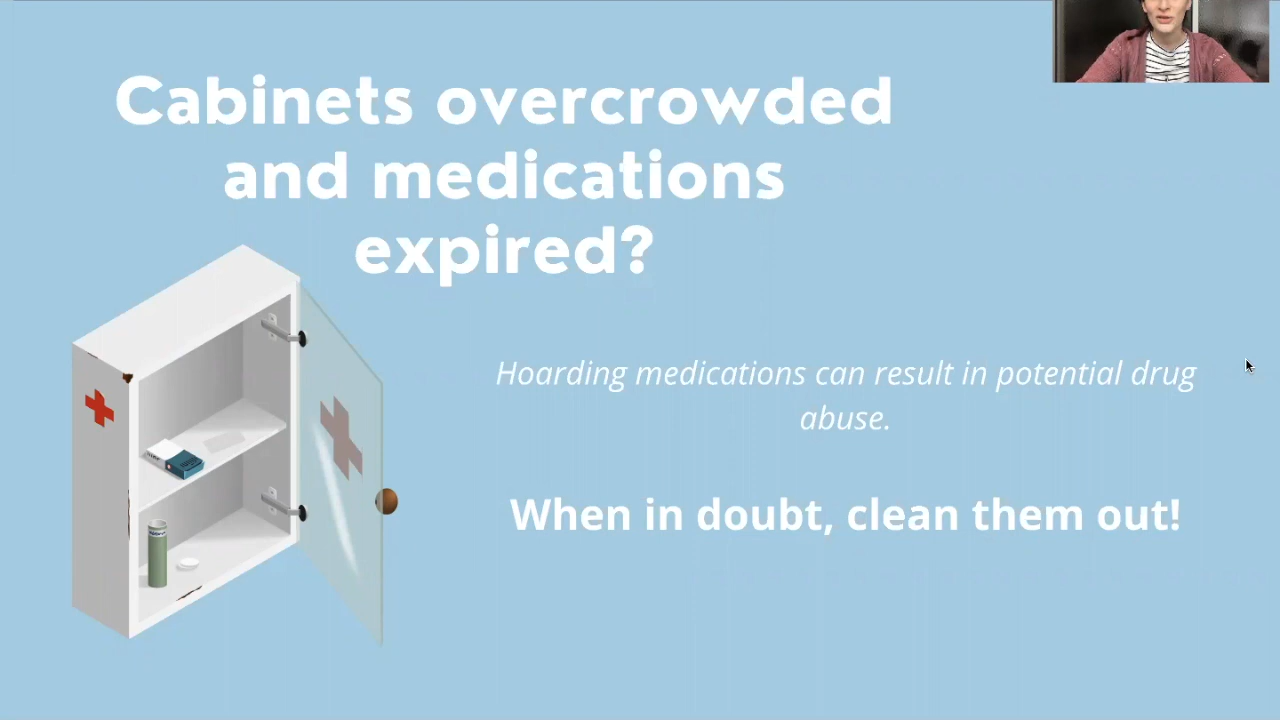 Cabinets overcrowded
and medications
expired?
Hoarding medications can result in potential drug
abuse.
When in doubt, clean them out!